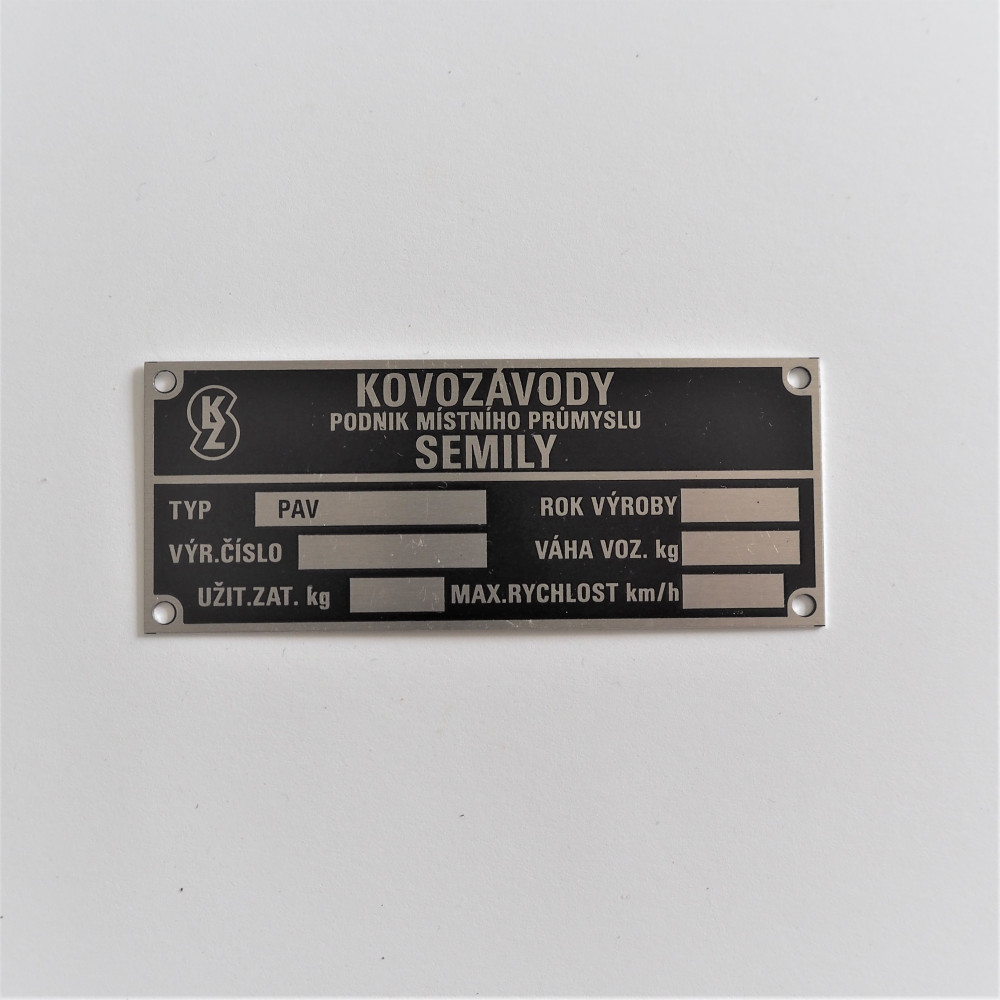 KZ
KOVOZÁVODY
PODNIK MÍSTNÍHO PRŮMYSLU
SEMILY
TYP PAV ROK VÝROBY
VÝR.ČÍSLO VÁHA VOZ. kg
UŽIT.ZAT. kg MAX.RYCHLOST km/h